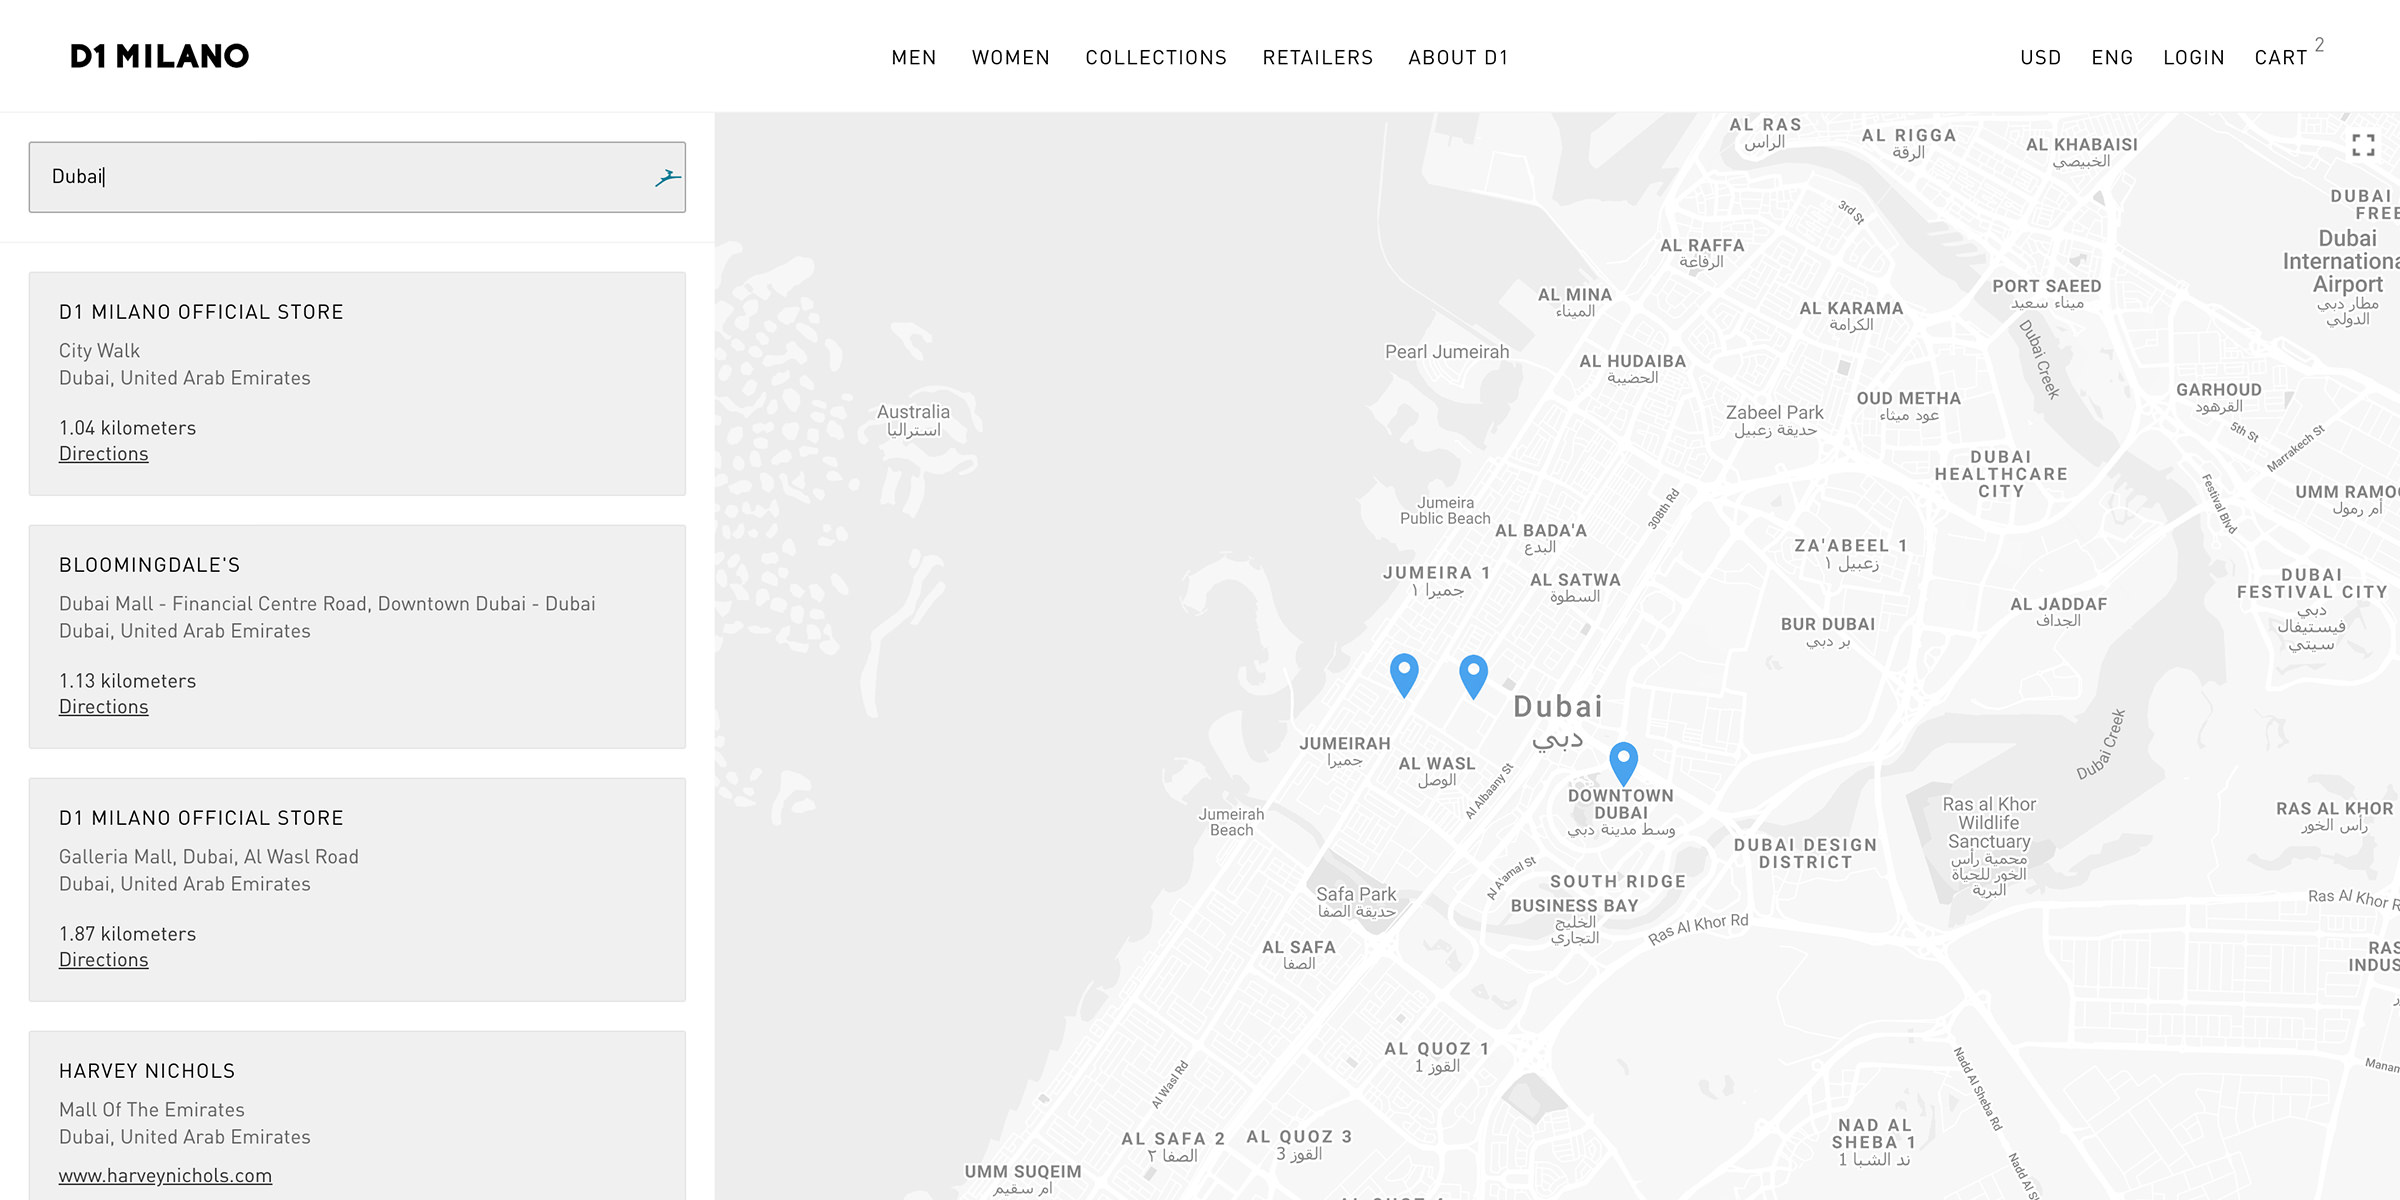 D1 MILANO
MEN WOMEN COLLECTIONS RETAILERS ABOUT D1
USD ENG LOGIN CART 2
Dubai
D1 MILANO OFFICIAL STORE
City Walk
Dubai, United Arab Emirates
1.04 kilometers
Directions
BLOOMINGDALE'S
Dubai Mall - Financial Centre Road, Downtown Dubai - Dubai
Dubai, United Arab Emirates
1.13 kilometers
Directions
D1 MILANO OFFICIAL STORE
Galleria Mall, Dubai, Al Wasl Road
Dubai, United Arab Emirates
1.87 kilometers
Directions
HARVEY NICHOLS
Mall Of The Emirates
Dubai, United Arab Emirates
www.harveynichols.com
AL RAS
الراس
AL RIGGA
الرقة
AL KHABAISI
الخبيصي
DUBAI
FREE
3rd St
AL RAFFA
الرفاعة
Dubai
Internationa
Airport
مطار دبي
الدولي
AL MINA
الميناء
PORT SAEED
ميناء سعيد
AL KARAMA
الكرامة
Dubai Creek
Pearl Jumeirah
AL HUDAIBA
الحضيبة
GARHOUD
القرهود
OUD METHA
عود ميثاء
Australia
استراليا
Zabeel Park
حديقة زعبيل
5th St
Marrakech St
DUBAI
HEALTHCARE
CITY
Festival Blvd
UMM RAMOO
أم رمول
308th Rd
Jumeira
Public Beach
AL BADA'A
البدع
ZA'ABEEL 1
زعبيل ١
JUMEIRA 1
جميرا ١
AL SATWA
السطوة
DUBAI
FESTIVAL CITY
دبي
فيستيفال
سيتي
AL JADDAF
الجداف
BUR DUBAI
بر دبي
Dubai
دبي
JUMEIRAH
جميرا
AL WASL
الوصل
Al Albaany St
Dubai Creek
DOWNTOWN
DUBAI
وسط مدينة دبي
Jumeirah
Beach
Ras al Khor
Wildlife
Sanctuary
محمية رأس
الخور للحياة
البرية
RAS AL KHOR
رأس الخور
DUBAI DESIGN
DISTRICT
Al A'amal St
SOUTH RIDGE
Safa Park
حديقة الصفا
BUSINESS BAY
الخليج
التجاري
Ras Al Khor Rd
Ras Al Khor R
AL SAFA
الصفا
RAS
INDUS
AL QUOZ 1
القوز 1
Al Wasl Rd
Nadd Al Sheba Rd
Manam
AL SAFA 2
الصفا ٢
AL QUOZ 3
القوز 3
NAD AL
SHEBA 1
ند الشبا 1
UMM SUQEIM
ام سقيم
Nadd Al S